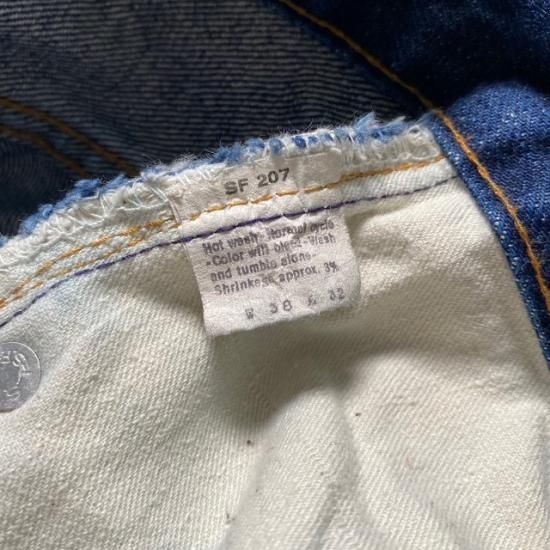 SF 207
Hot wash-Normal cycle
-Color will bleed-Wash
and tumble alone-
Shrinkage approx. 3%
W 38 L 32